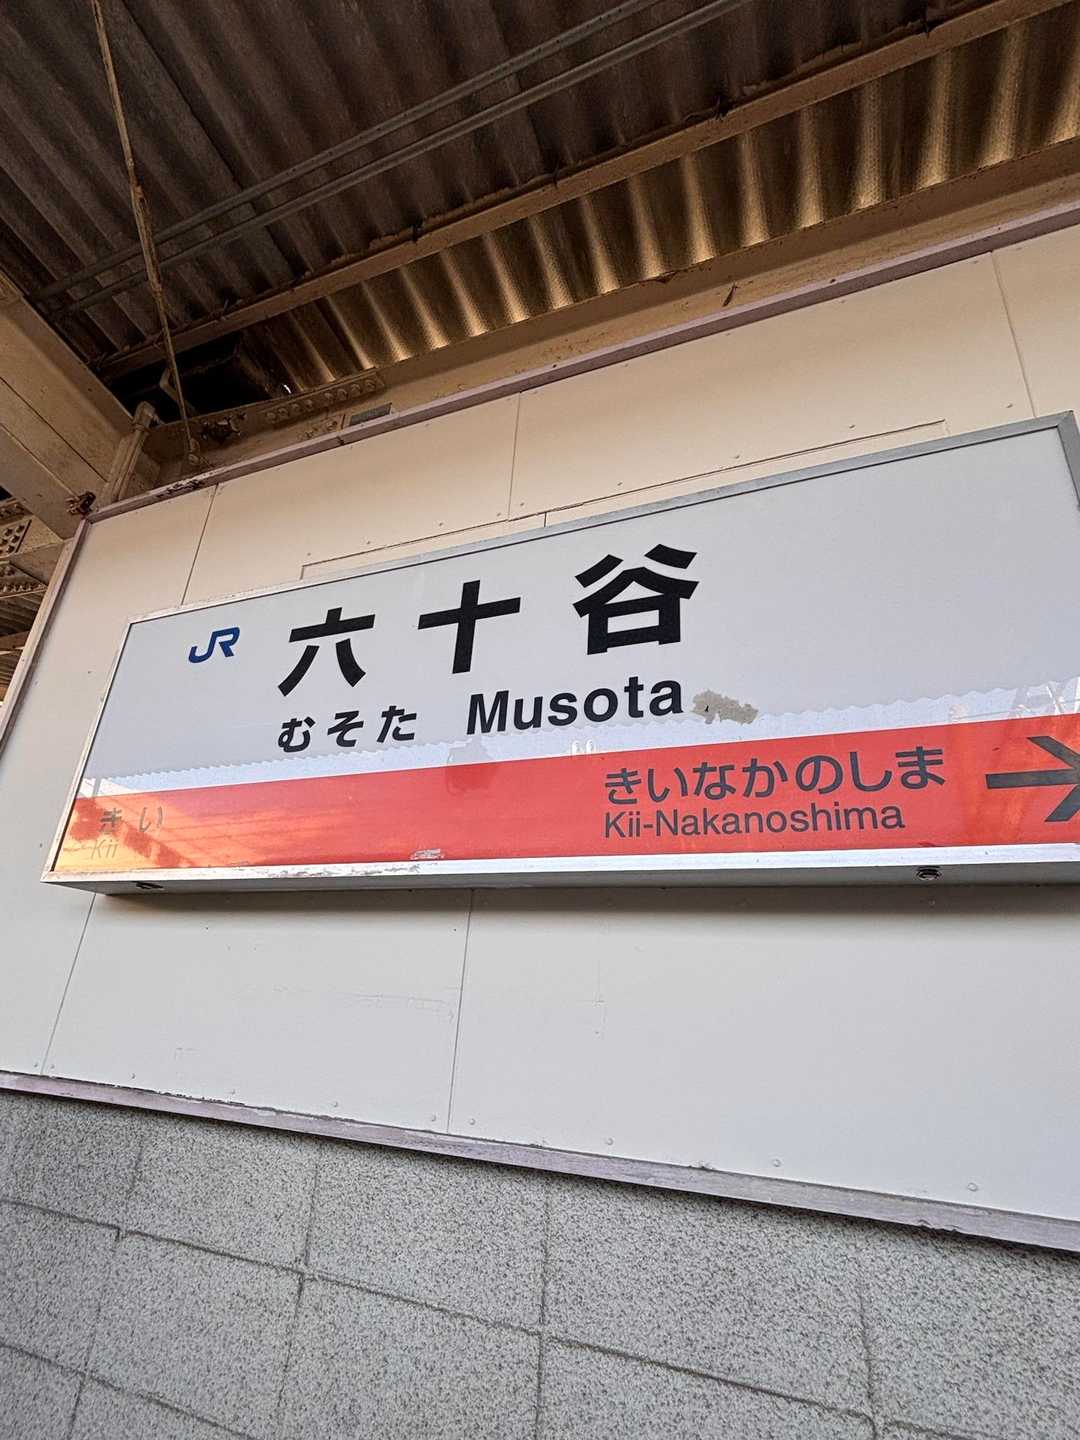 JR 六十谷
むそた Musota
きい
Kii
きいなかのしま
Kii-Nakanoshima